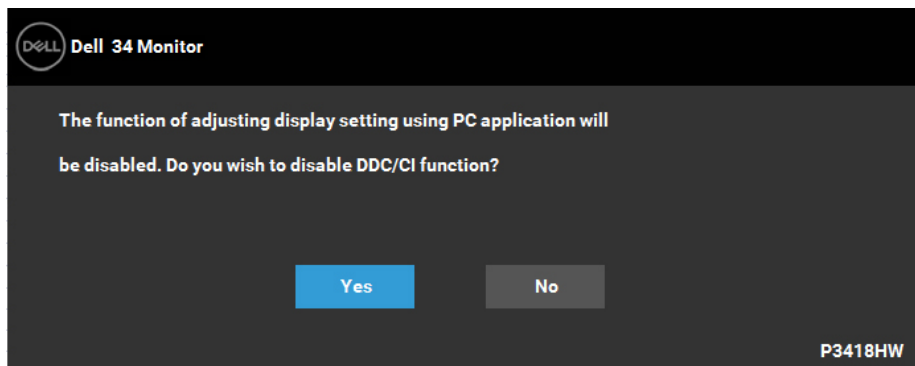 DELL Dell 34 Monitor
The function of adjusting display setting using PC application will
be disabled. Do you wish to disable DDC/CI function?
Yes No
P3418HW